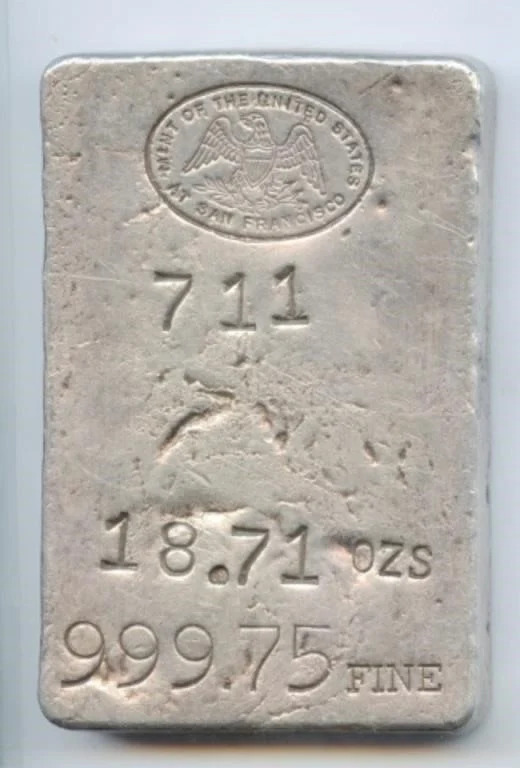 MINT OF THE UNITED STATES
AT SAN FRANCISCO
711
18.71 OZS
999.75 FINE